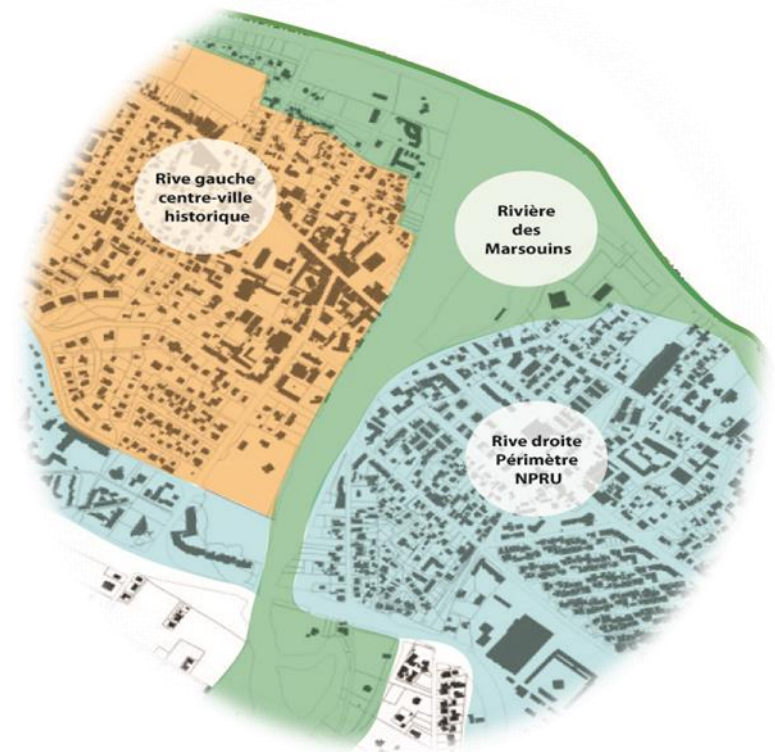 Rive gauche
centre-ville
historique
Rivière
des
Marsouins
Rive droite
Périmètre
NPRU